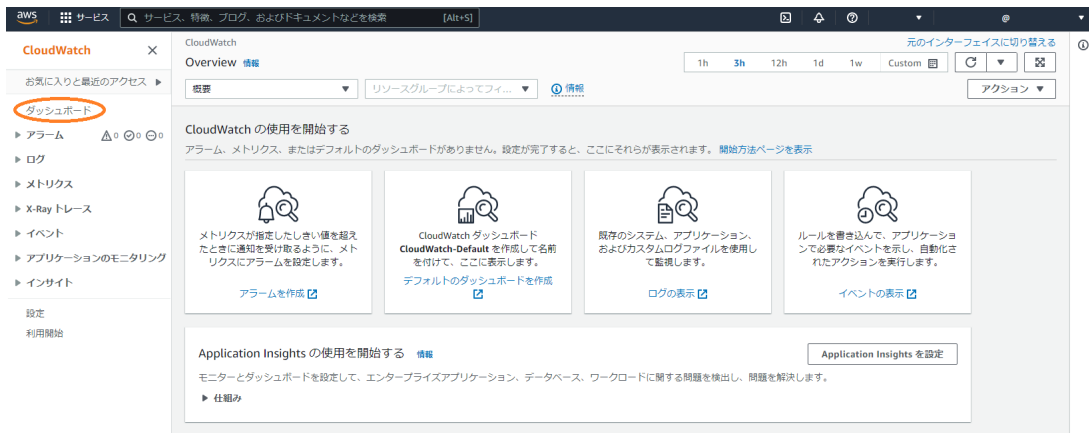 aws サービス サービス、特徴、ブログ、およびドキュメントなどを検索 [Alt+S] @
CloudWatch
お気に入りと最近のアクセス
ダッシュボード
アラーム 0 0 0
ログ
メトリクス
X-Ray トレース
イベント
アプリケーションのモニタリング
インサイト
設定
利用開始
CloudWatch
元のインターフェイスに切り替える
Overview 情報
1h 3h 12h 1d 1w Custom
概要 リソースグループによってフィ... 情報
アクション
CloudWatch の使用を開始する
アラーム、メトリクス、またはデフォルトのダッシュボードがありません。設定が完了すると、ここにそれらが表示されます。 開始方法ページを表示
メトリクスが指定したしきい値を超え
たときに通知を受け取るように、メト
リクスにアラームを設定します。
アラームを作成
CloudWatch ダッシュボード
CloudWatch-Default を作成して名前
を付けて、ここに表示します。
デフォルトのダッシュボードを作成
既存のシステム、アプリケーション、
およびカスタムログファイルを使用し
て監視します。
ログの表示
ルールを書き込んで、アプリケーショ
ンで必要なイベントを示し、自動化さ
れたアクションを実行します。
イベントの表示
Application Insights の使用を開始する 情報
Application Insights を設定
モニターとダッシュボードを設定して、エンタープライズアプリケーション、データベース、ワークロードに関する問題を検出し、問題を解決します。
仕組み